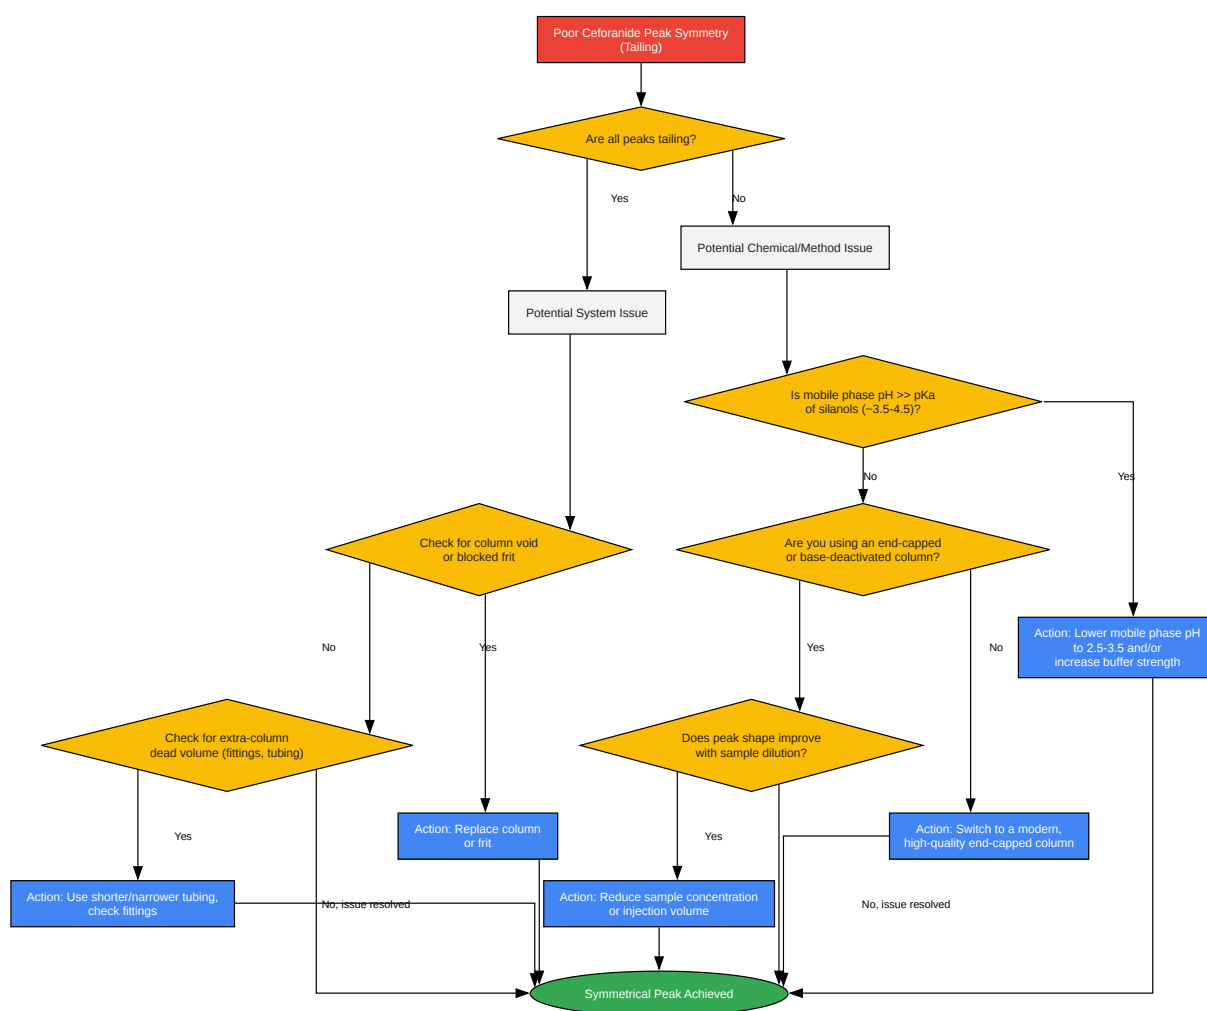 Poor Ceforanide Peak Symmetry
(Tailing)
Are all peaks tailing?
Yes
No
Potential Chemical/Method Issue
Potential System Issue
Is mobile phase pH >> pKa
of silanols (~3.5-4.5)?
No
Yes
Check for column void
or blocked frit
Are you using an end-capped
or base-deactivated column?
No
Yes
Yes
No
Action: Lower mobile phase pH
to 2.5-3.5 and/or
increase buffer strength
Check for extra-column
dead volume (fittings, tubing)
Does peak shape improve
with sample dilution?
Yes
Action: Replace column
or frit
Yes
Action: Switch to a modern,
high-quality end-capped column
Action: Use shorter/narrower tubing,
check fittings
No, issue resolved
Action: Reduce sample concentration
or injection volume
No, issue resolved
Symmetrical Peak Achieved